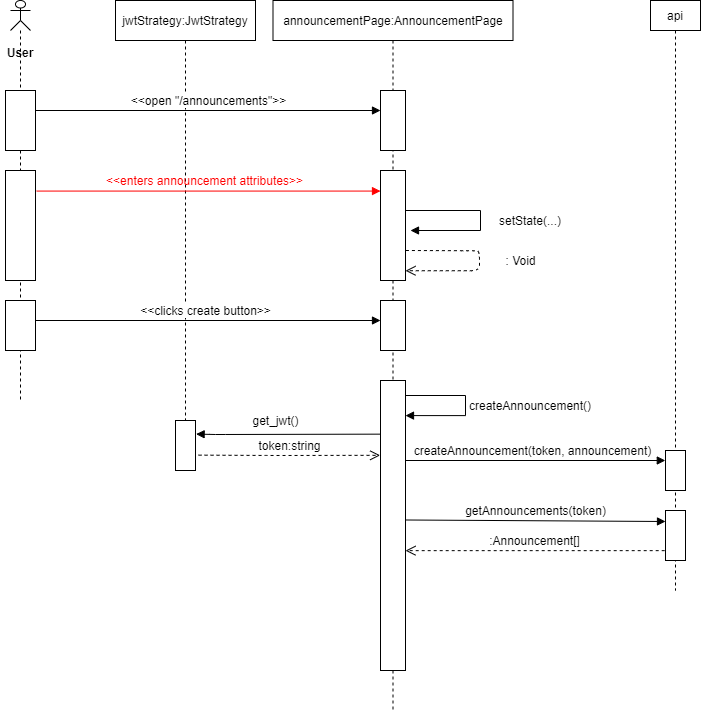 jwtStrategy:JwtStrategy
announcementPage:AnnouncementPage
api
User
<<open "/announcements">>
<<enters announcement attributes>>
setState(...)
: Void
<<clicks create button>>
createAnnouncement()
get_jwt()
token:string
createAnnouncement(token, announcement)
getAnnouncements(token)
:Announcement[]